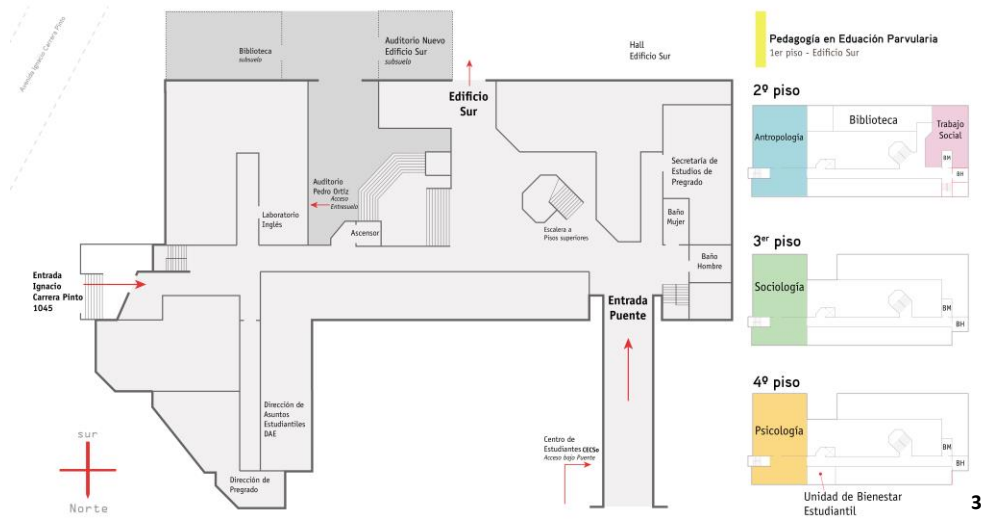 Avenida Ignacio Carrera Pinto
Biblioteca
subsuelo
Auditorio Nuevo
Edificio Sur
subsuelo
Hall
Edificio Sur
Edificio
Sur
Secretaría de
Estudios de
Pregrado
Auditorio
Pedro Ortiz
Acceso
Entresuelo
Laboratorio
Inglés
Ascensor
Escalera a
Pisos superiores
Baño
Mujer
Baño
Hombre
Entrada
Ignacio
Carrera Pinto
1045
Entrada
Puente
Dirección de
Asuntos
Estudiantiles
DAE
Dirección de
Pregrado
Centro de
Estudiantes CECSo
Acceso bajo Puente
sur
Norte
Pedagogía en Eduación Parvularia
1er piso - Edificio Sur
2º piso
Antropología
Biblioteca
Trabajo
Social
BM
BH
3er piso
Sociología
BM
BH
4º piso
Psicología
BM
BH
Unidad de Bienestar
Estudiantil
3